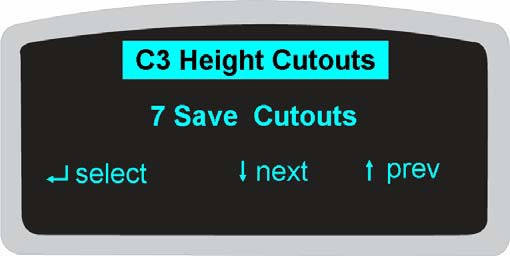 C3 Height Cutouts
7 Save Cutouts
↵ select ↓ next ↑ prev